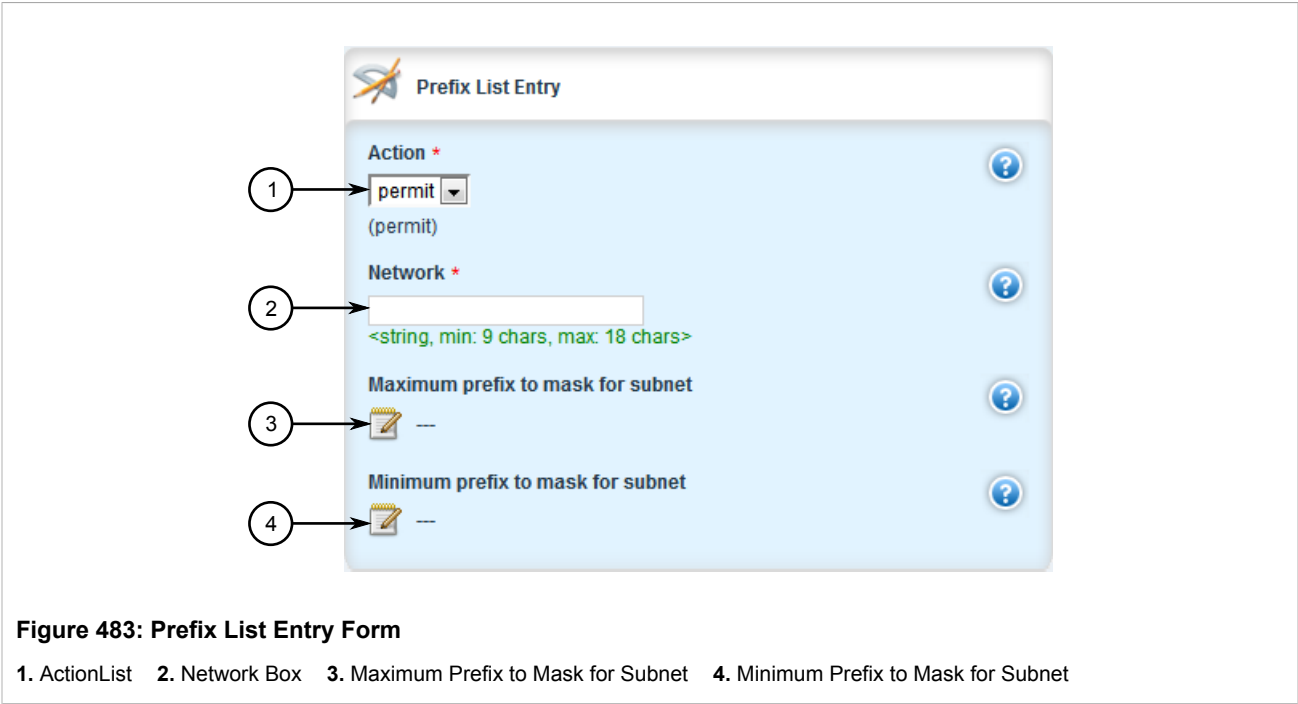 Prefix List Entry
Action *
1
permit
(permit)
Network *
2
<string, min: 9 chars, max: 18 chars>
Maximum prefix to mask for subnet
3
---
Minimum prefix to mask for subnet
4
---
Figure 483: Prefix List Entry Form
1. ActionList 2. Network Box 3. Maximum Prefix to Mask for Subnet 4. Minimum Prefix to Mask for Subnet